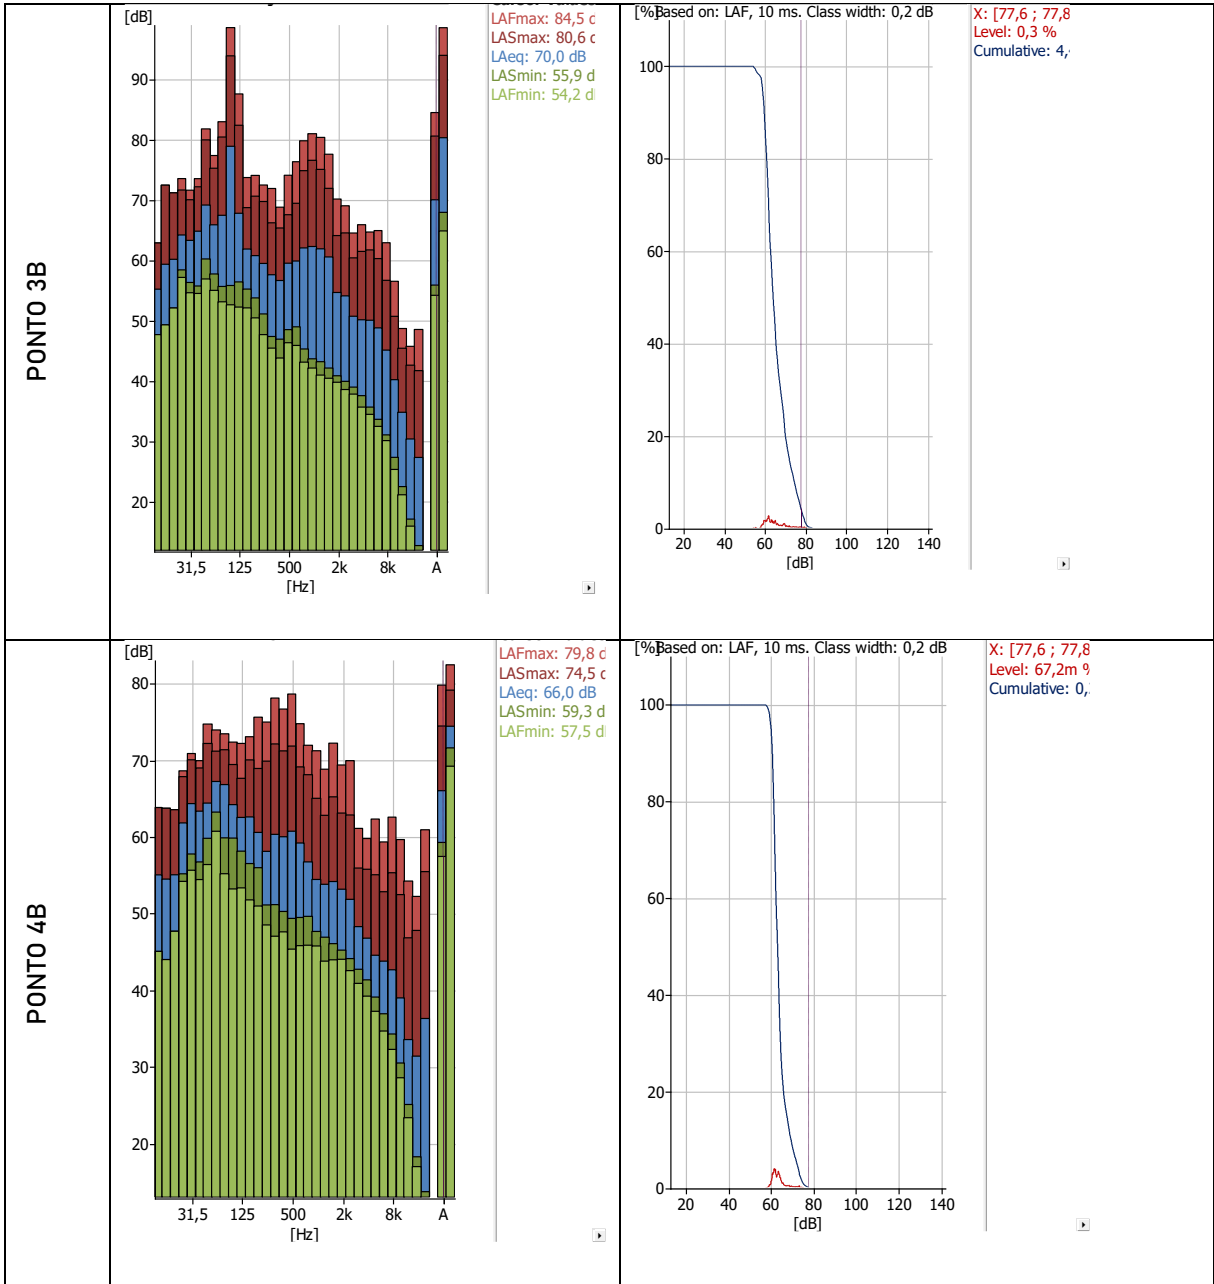 PONTO 3B
[dB]
90
80
70
60
50
40
30
20
31,5 125 500 2k 8k A
[Hz]
LAFmax: 84,5 d
LASmax: 80,6 d
LAeq: 70,0 dB
LASmin: 55,9 d
LAFmin: 54,2 d
[%]Based on: LAF, 10 ms. Class width: 0,2 dB
100
80
60
40
20
0
20 40 60 80 100 120 140
[dB]
X: [77,6 ; 77,8
Level: 0,3 %
Cumulative: 4,
PONTO 4B
[dB]
80
70
60
50
40
30
20
31,5 125 500 2k 8k A
[Hz]
LAFmax: 79,8 d
LASmax: 74,5 d
LAeq: 66,0 dB
LASmin: 59,3 d
LAFmin: 57,5 d
[%]Based on: LAF, 10 ms. Class width: 0,2 dB
100
80
60
40
20
0
20 40 60 80 100 120 140
[dB]
X: [77,6 ; 77,8
Level: 67,2m %
Cumulative: 0,